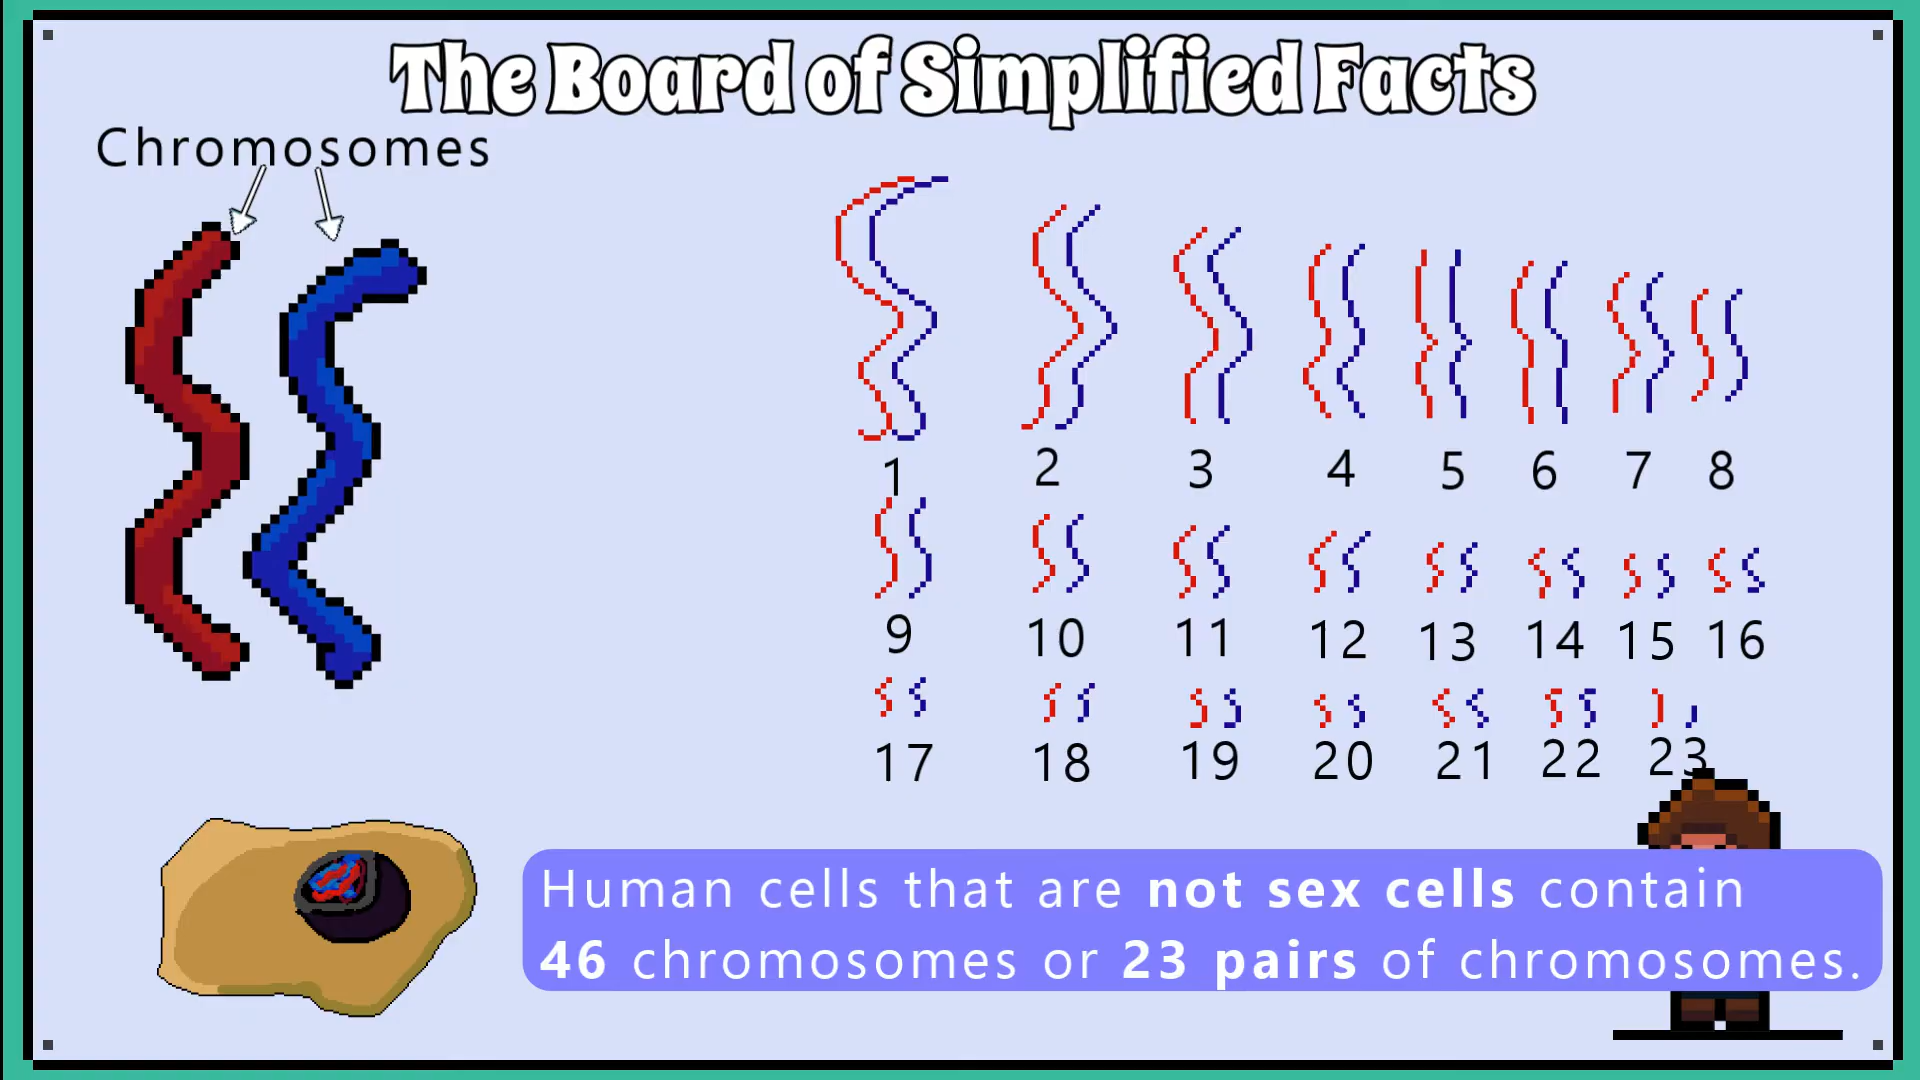 The Board of Simplified Facts
Chromosomes
1 2 3 4 5 6 7 8
9 10 11 12 13 14 15 16
17 18 19 20 21 22 23
Human cells that are not sex cells contain
46 chromosomes or 23 pairs of chromosomes.